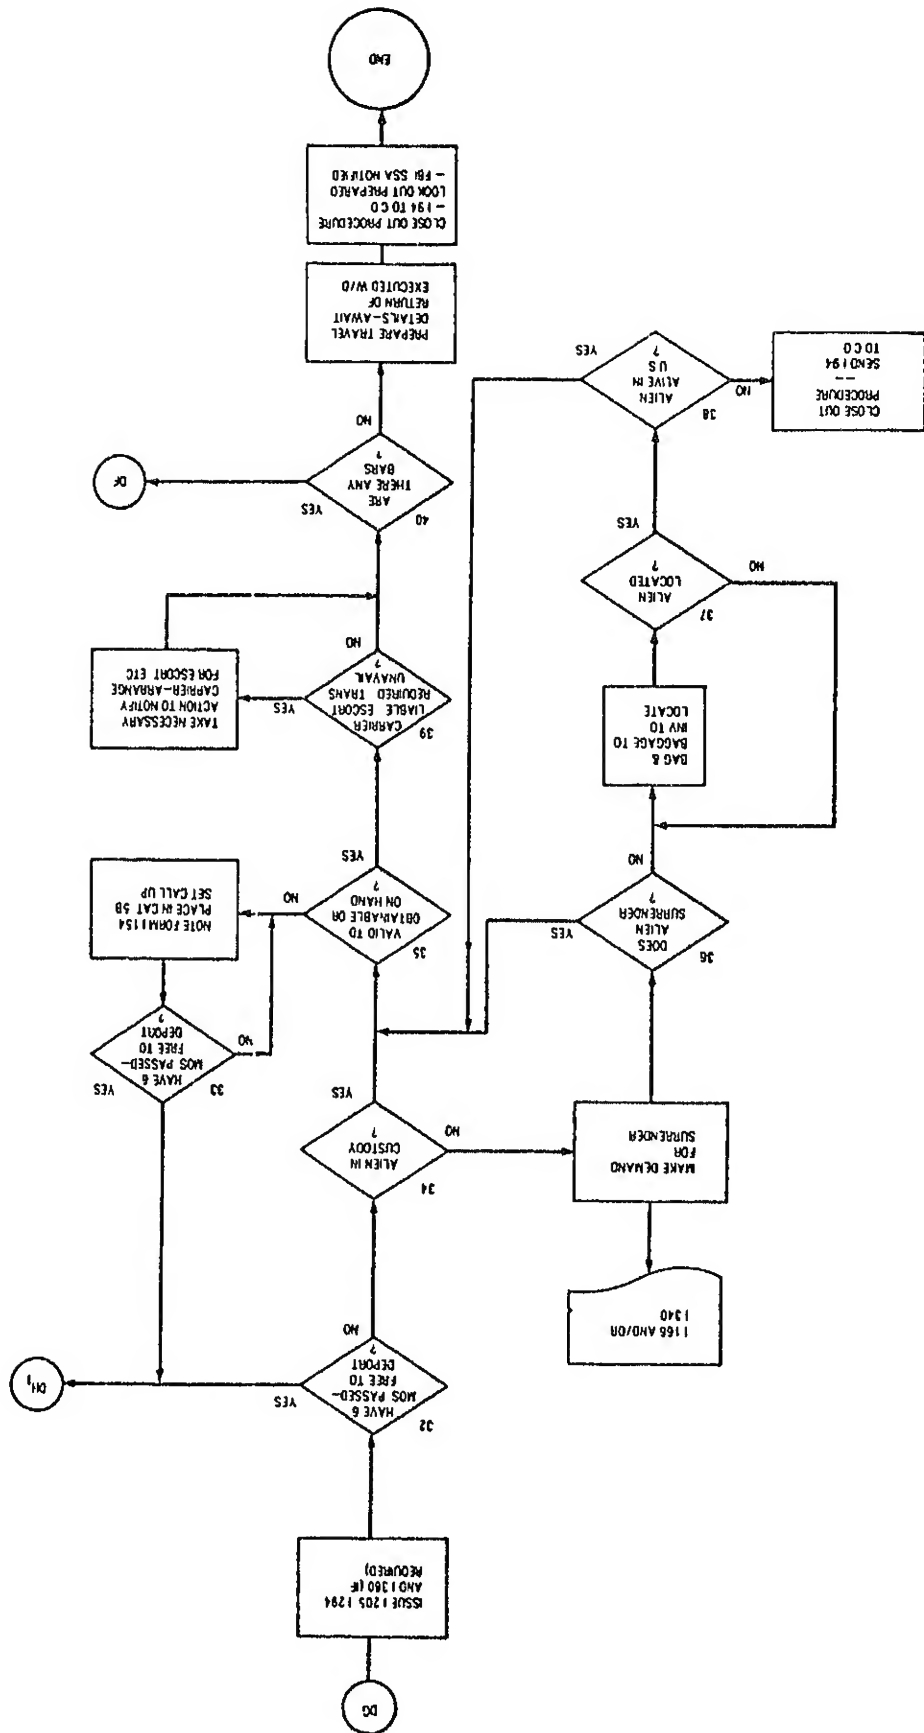 DG
ISSUE I 205 I 294
AND I 380 (IF
REQUIRED)
32
HAVE 6
MOS PASSED—
FREE TO
DEPORT
?
YES
NO
DH
I 166 AND/OR
I 340
MAKE DEMAND
FOR
SURRENDER
34
ALIEN IN
CUSTODY
?
NO
YES
33
HAVE 6
MOS PASSED—
FREE TO
DEPORT
?
YES
NO
36
DOES
ALIEN
SURRENDER
?
YES
NO
35
VALID TD
OBTAINABLE OR
ON HAND
?
NO
YES
NOTE FORM I 154
PLACE IN CAT 5B
SET CALL UP
BAG &
BAGGAGE TO
INV TO
LOCATE
39
CARRIER
LIABLE ESCORT
REQUIRED TRANS
UNAVAIL
?
YES
NO
TAKE NECESSARY
ACTION TO NOTIFY
CARRIER—ARRANGE
FOR ESCORT ETC
37
ALIEN
LOCATED
?
NO
YES
40
ARE
THERE ANY
BARS
?
YES
NO
DF
38
ALIEN
ALIVE IN
U S
?
NO
YES
CLOSE OUT
PROCEDURE
— —
SEND I 94
TO C O
PREPARE TRAVEL
DETAILS—AWAIT
RETURN OF
EXECUTED W/D
CLOSE OUT PROCEDURE
— I 94 TO C O
LOOK OUT PREPARED
— FBI SSA NOTIFIED
END